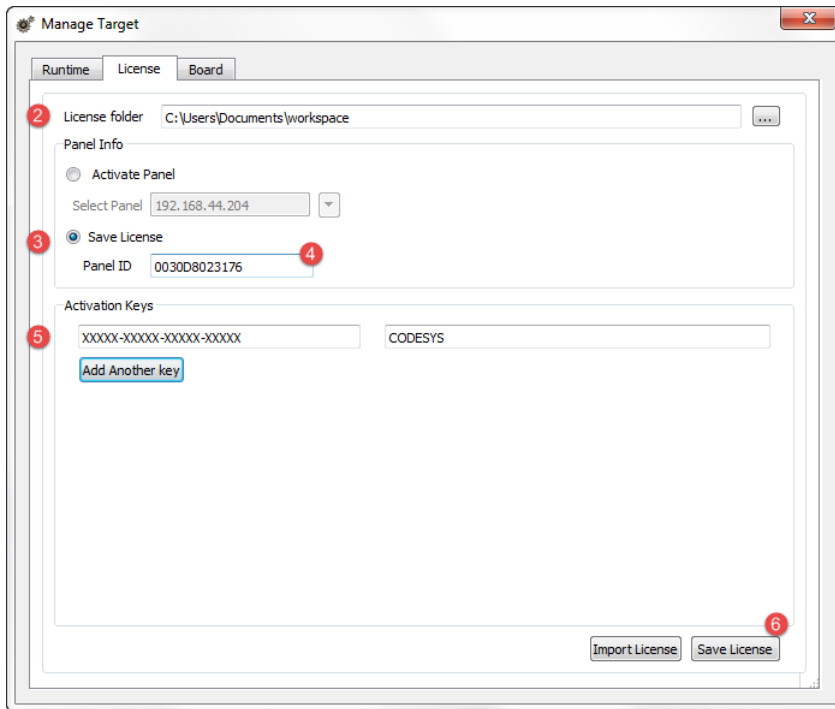 Manage Target
X
Runtime License Board
2 License folder C:\Users\Documents\workspace ...
Panel Info
Activate Panel
Select Panel 192.168.44.204
3 Save License
4
Panel ID 0030D8023176
Activation Keys
5 XXXXX-XXXXX-XXXXX-XXXXX CODESYS
Add Another key
6
Import License Save License